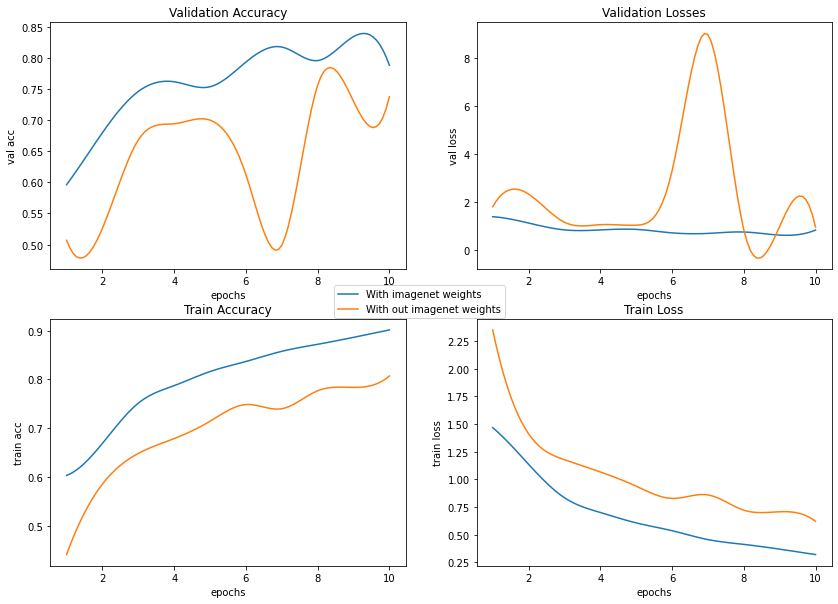 Validation Accuracy
val acc
0.85
0.80
0.75
0.70
0.65
0.60
0.55
0.50
2 4 6 8 10
epochs
Validation Losses
val loss
8
6
4
2
0
2 4 6 8 10
epochs
With imagenet weights
With out imagenet weights
Train Accuracy
train acc
0.9
0.8
0.7
0.6
0.5
2 4 6 8 10
epochs
Train Loss
train loss
2.25
2.00
1.75
1.50
1.25
1.00
0.75
0.50
0.25
2 4 6 8 10
epochs